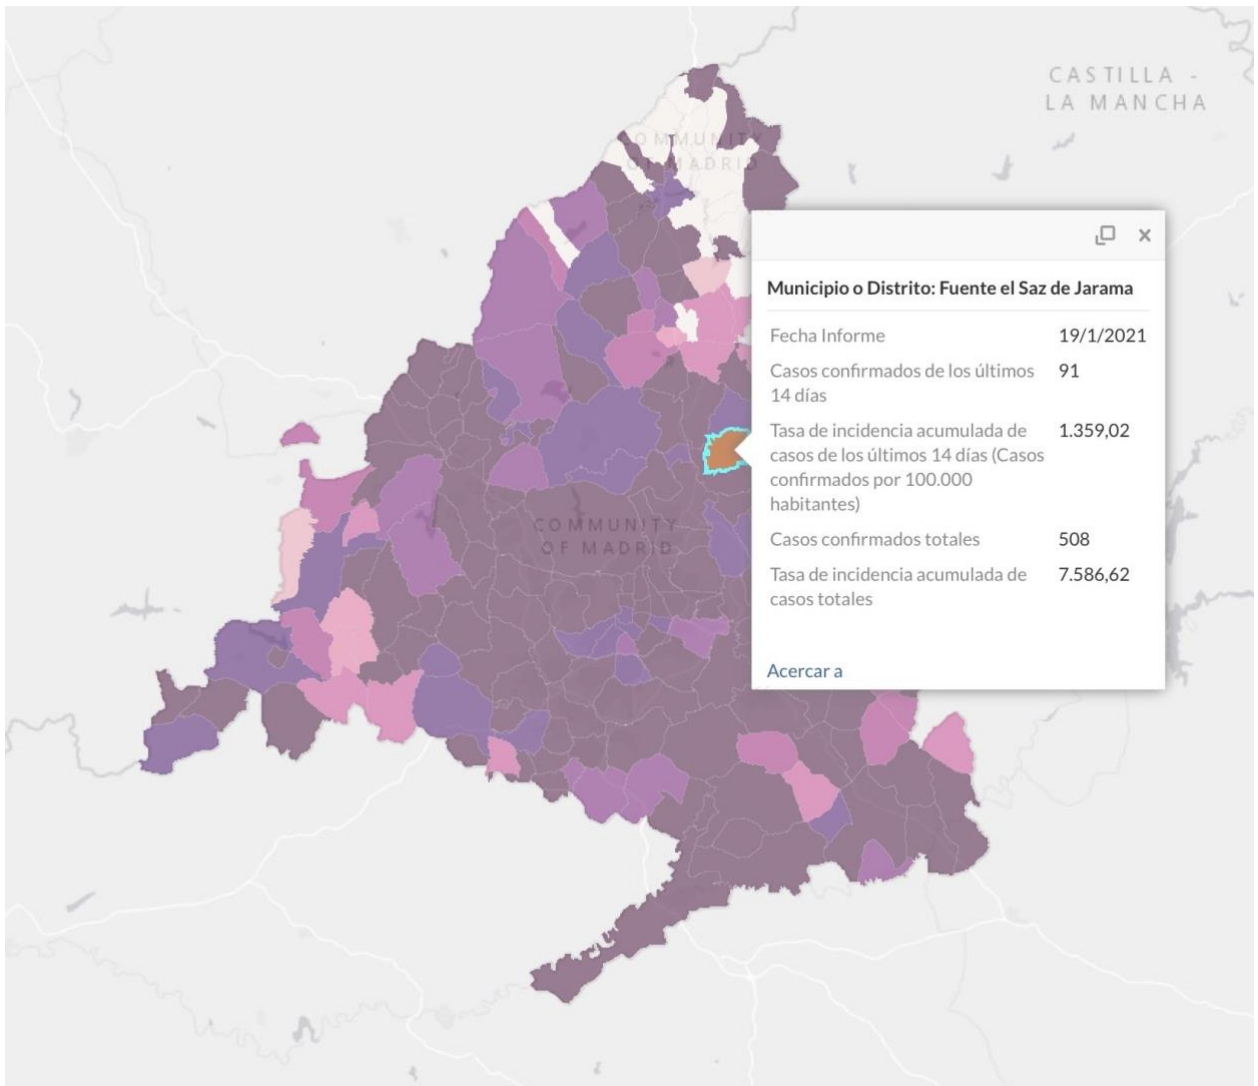 CASTILLA -
LA MANCHA
COMMUNITY
OF MADRID
Municipio o Distrito: Fuente el Saz de Jarama
Fecha Informe 19/1/2021
Casos confirmados de los últimos 91
14 días
Tasa de incidencia acumulada de 1.359,02
casos de los últimos 14 días (Casos
confirmados por 100.000
habitantes)
Casos confirmados totales 508
Tasa de incidencia acumulada de 7.586,62
casos totales
Acercar a
COMMUNITY
OF MADRID